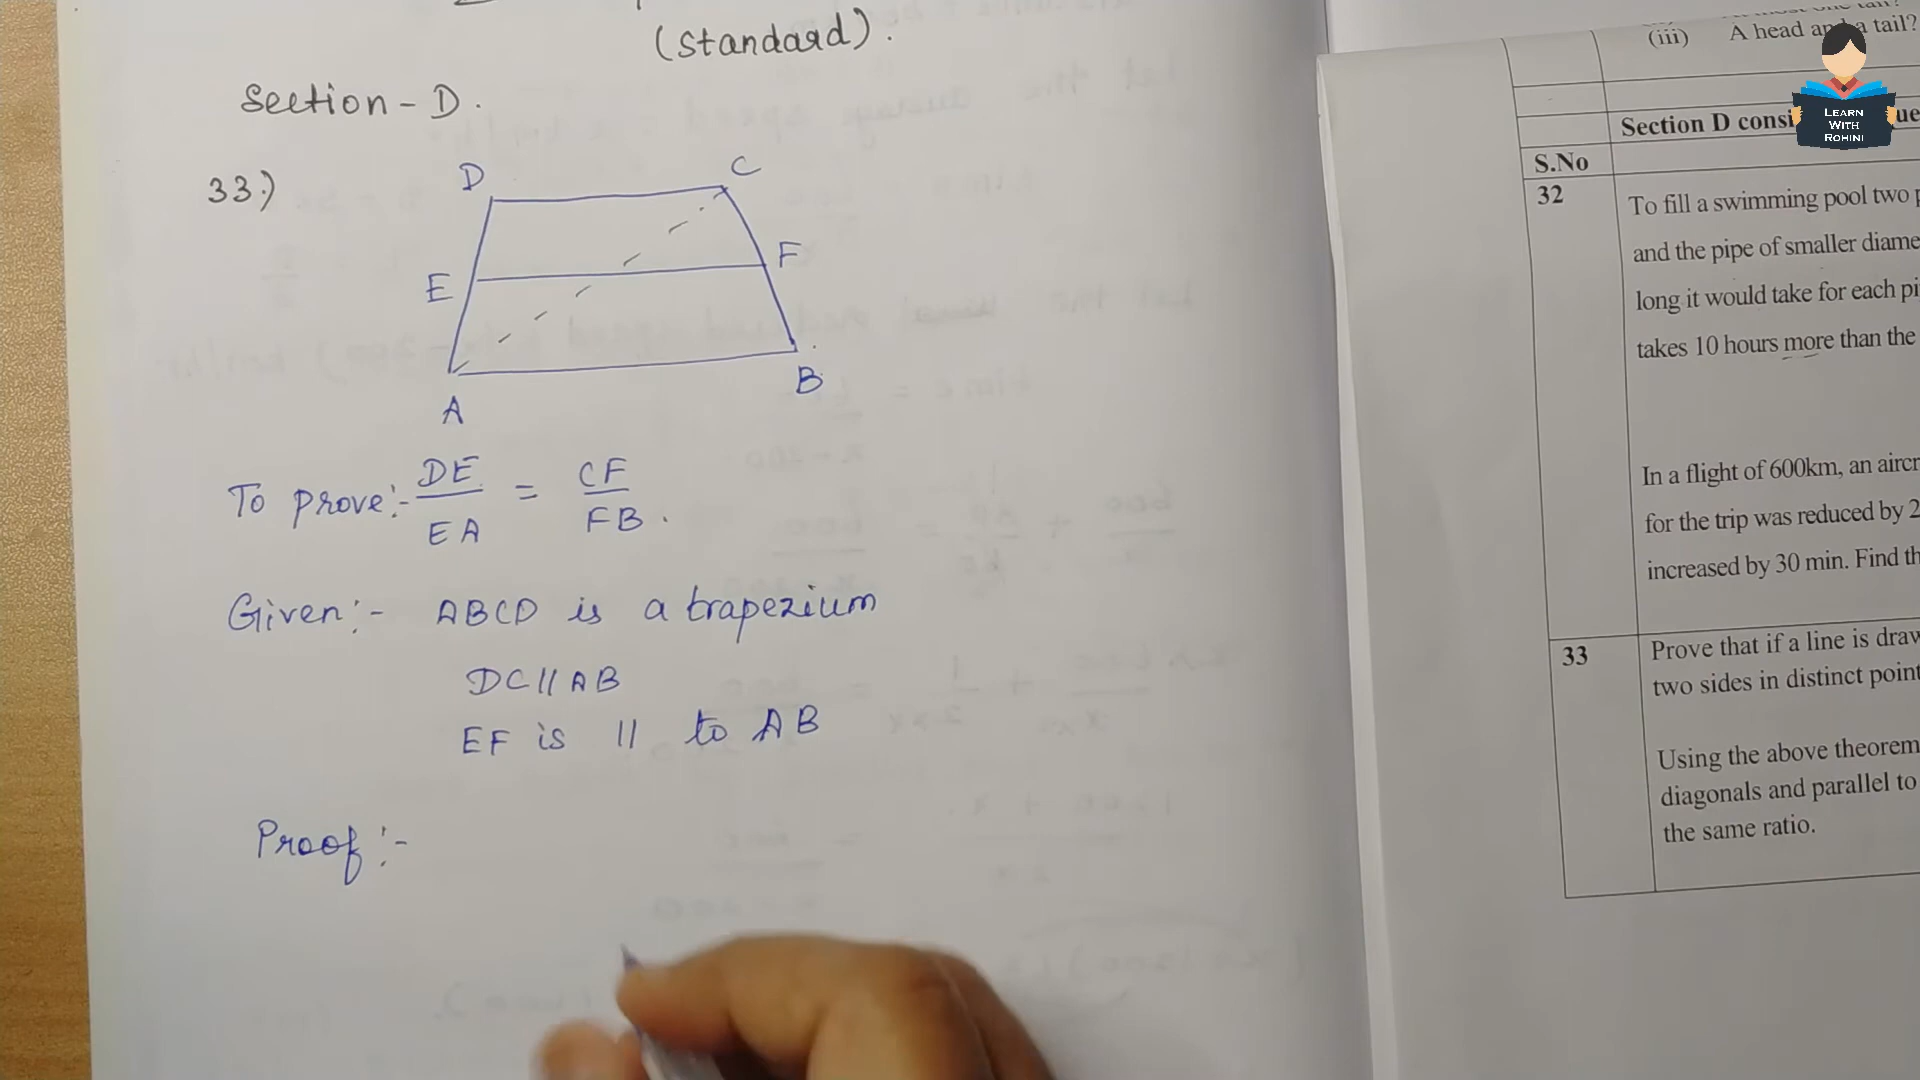 (Standard).
Section - D.
33.)
D
C
E
F
A
B
To prove:- DE/EA = CF/FB.
Given:- ABCD is a trapezium
DC || AB
EF is || to AB
Proof:-
(iii) A head and a tail?
LEARN
WITH
ROHINI
Section D consi
S.No
32
To fill a swimming pool two
and the pipe of smaller diame
long it would take for each pi
takes 10 hours more than the
In a flight of 600km, an aircr
for the trip was reduced by 2
increased by 30 min. Find th
33
Prove that if a line is draw
two sides in distinct point
Using the above theorem
diagonals and parallel to
the same ratio.